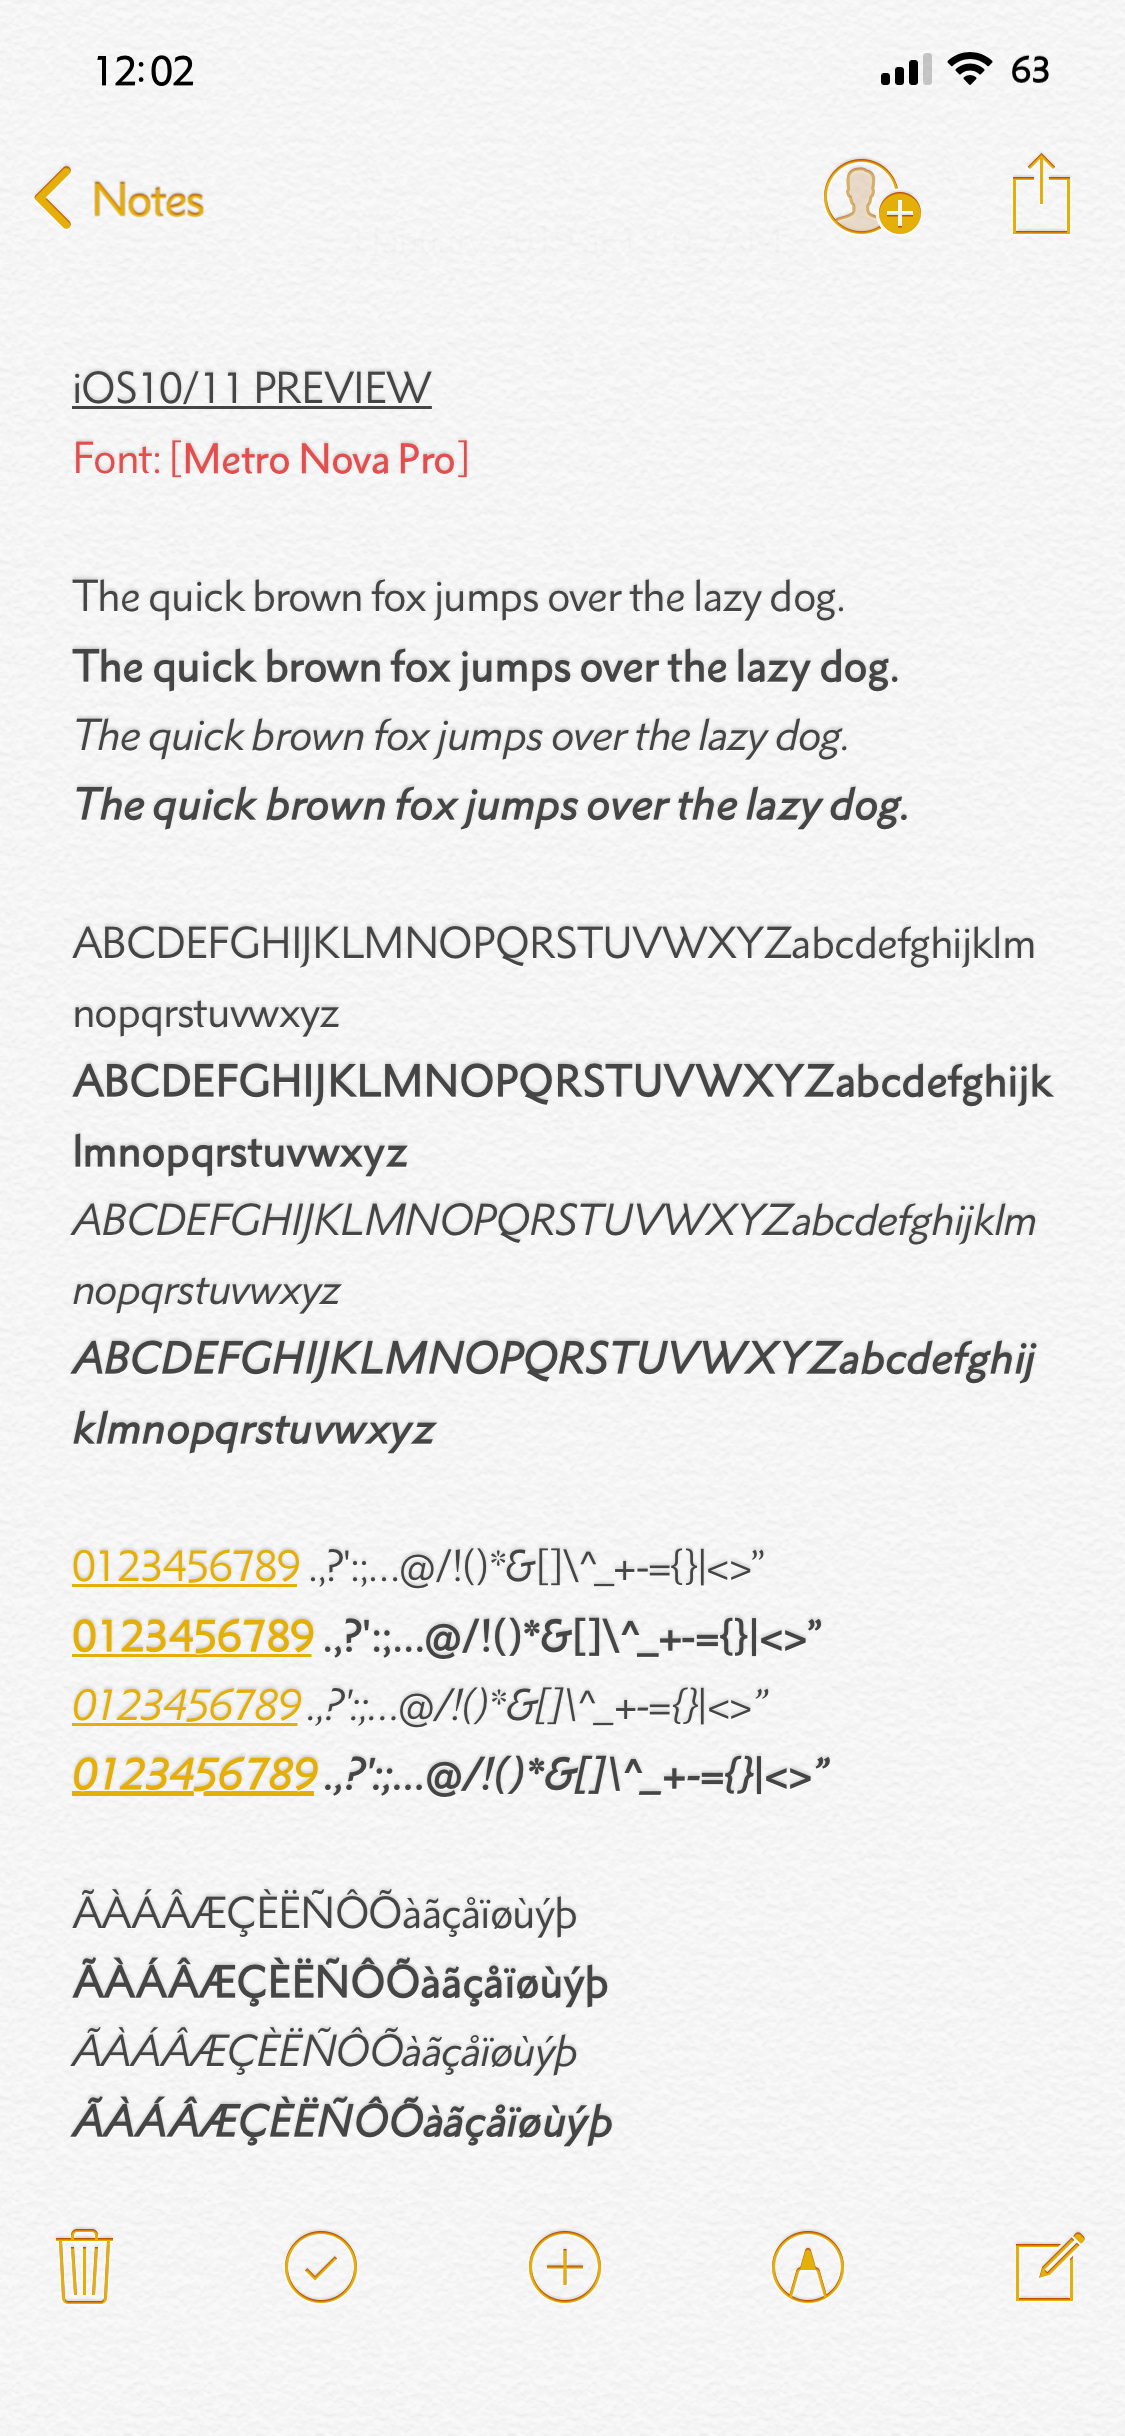 12:02
63
Notes
iOS10/11 PREVIEW
Font: [Metro Nova Pro]
The quick brown fox jumps over the lazy dog.
The quick brown fox jumps over the lazy dog.
The quick brown fox jumps over the lazy dog.
The quick brown fox jumps over the lazy dog.
ABCDEFGHIJKLMNOPQRSTUVWXYZabcdefghijklm
nopqrstuvwxyz
ABCDEFGHIJKLMNOPQRSTUVWXYZabcdefghijk
lmnopqrstuvwxyz
ABCDEFGHIJKLMNOPQRSTUVWXYZabcdefghijklm
nopqrstuvwxyz
ABCDEFGHIJKLMNOPQRSTUVWXYZabcdefghij
klmnopqrstuvwxyz
0123456789 .,?':;...@/!()*&[]\^_+-={}|<>”
0123456789 .,?':;...@/!()*&[]\^_+-={}|<>”
0123456789 .,?':;...@/!()*&[]\^_+-={}|<>”
0123456789 .,?':;...@/!()*&[]\^_+-={}|<>”
ÃÀÁÂÆÇÈËÑÔÕàãçåïøùýþ
ÃÀÁÂÆÇÈËÑÔÕàãçåïøùýþ
ÃÀÁÂÆÇÈËÑÔÕàãçåïøùýþ
ÃÀÁÂÆÇÈËÑÔÕàãçåïøùýþ